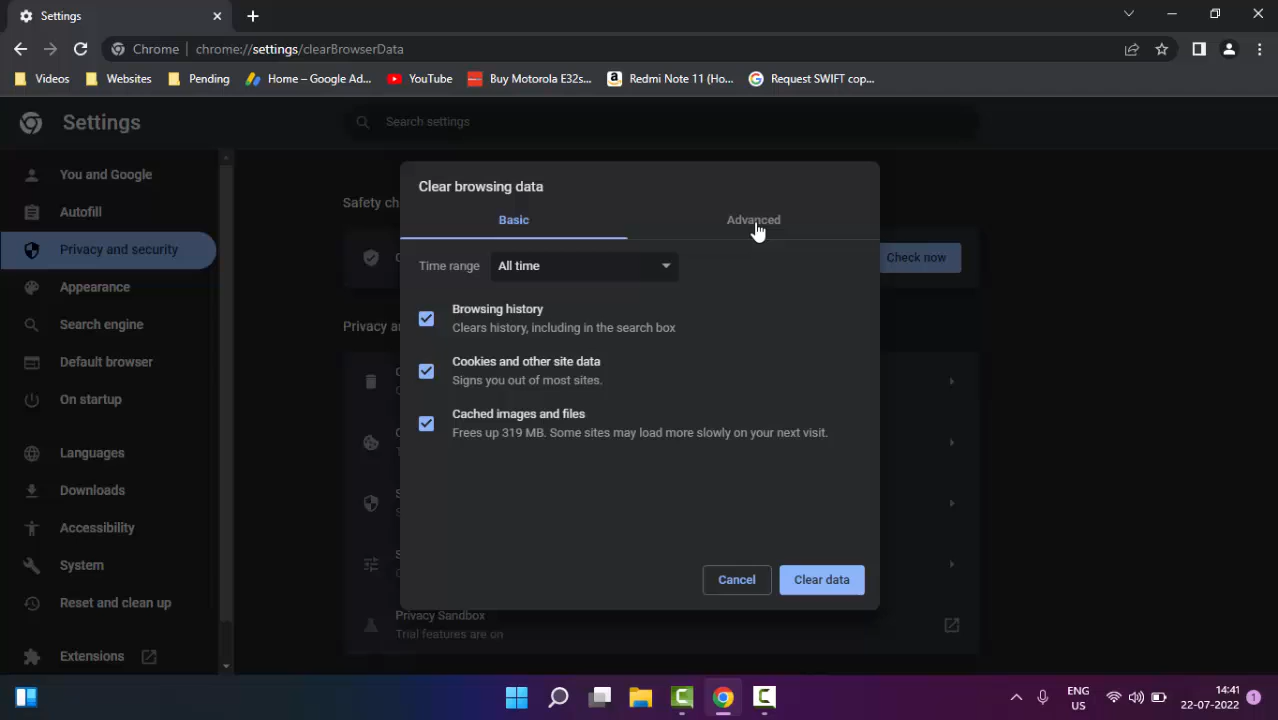 Settings
Chrome
chrome://settings/clearBrowserData
Videos
Websites
Pending
Home – Google Ad...
YouTube
Buy Motorola E32s...
Redmi Note 11 (Ho...
Request SWIFT cop...
Settings
Search settings
You and Google
Autofill
Privacy and security
Appearance
Search engine
Default browser
On startup
Languages
Downloads
Accessibility
System
Reset and clean up
Extensions
Safety ch
Check now
Privacy a
Clear browsing data
Basic
Advanced
Time range
All time
Browsing history
Clears history, including in the search box
Cookies and other site data
Signs you out of most sites.
Cached images and files
Frees up 319 MB. Some sites may load more slowly on your next visit.
Cancel
Clear data
Privacy Sandbox
Trial features are on
ENG
US
14:41
22-07-2022
1